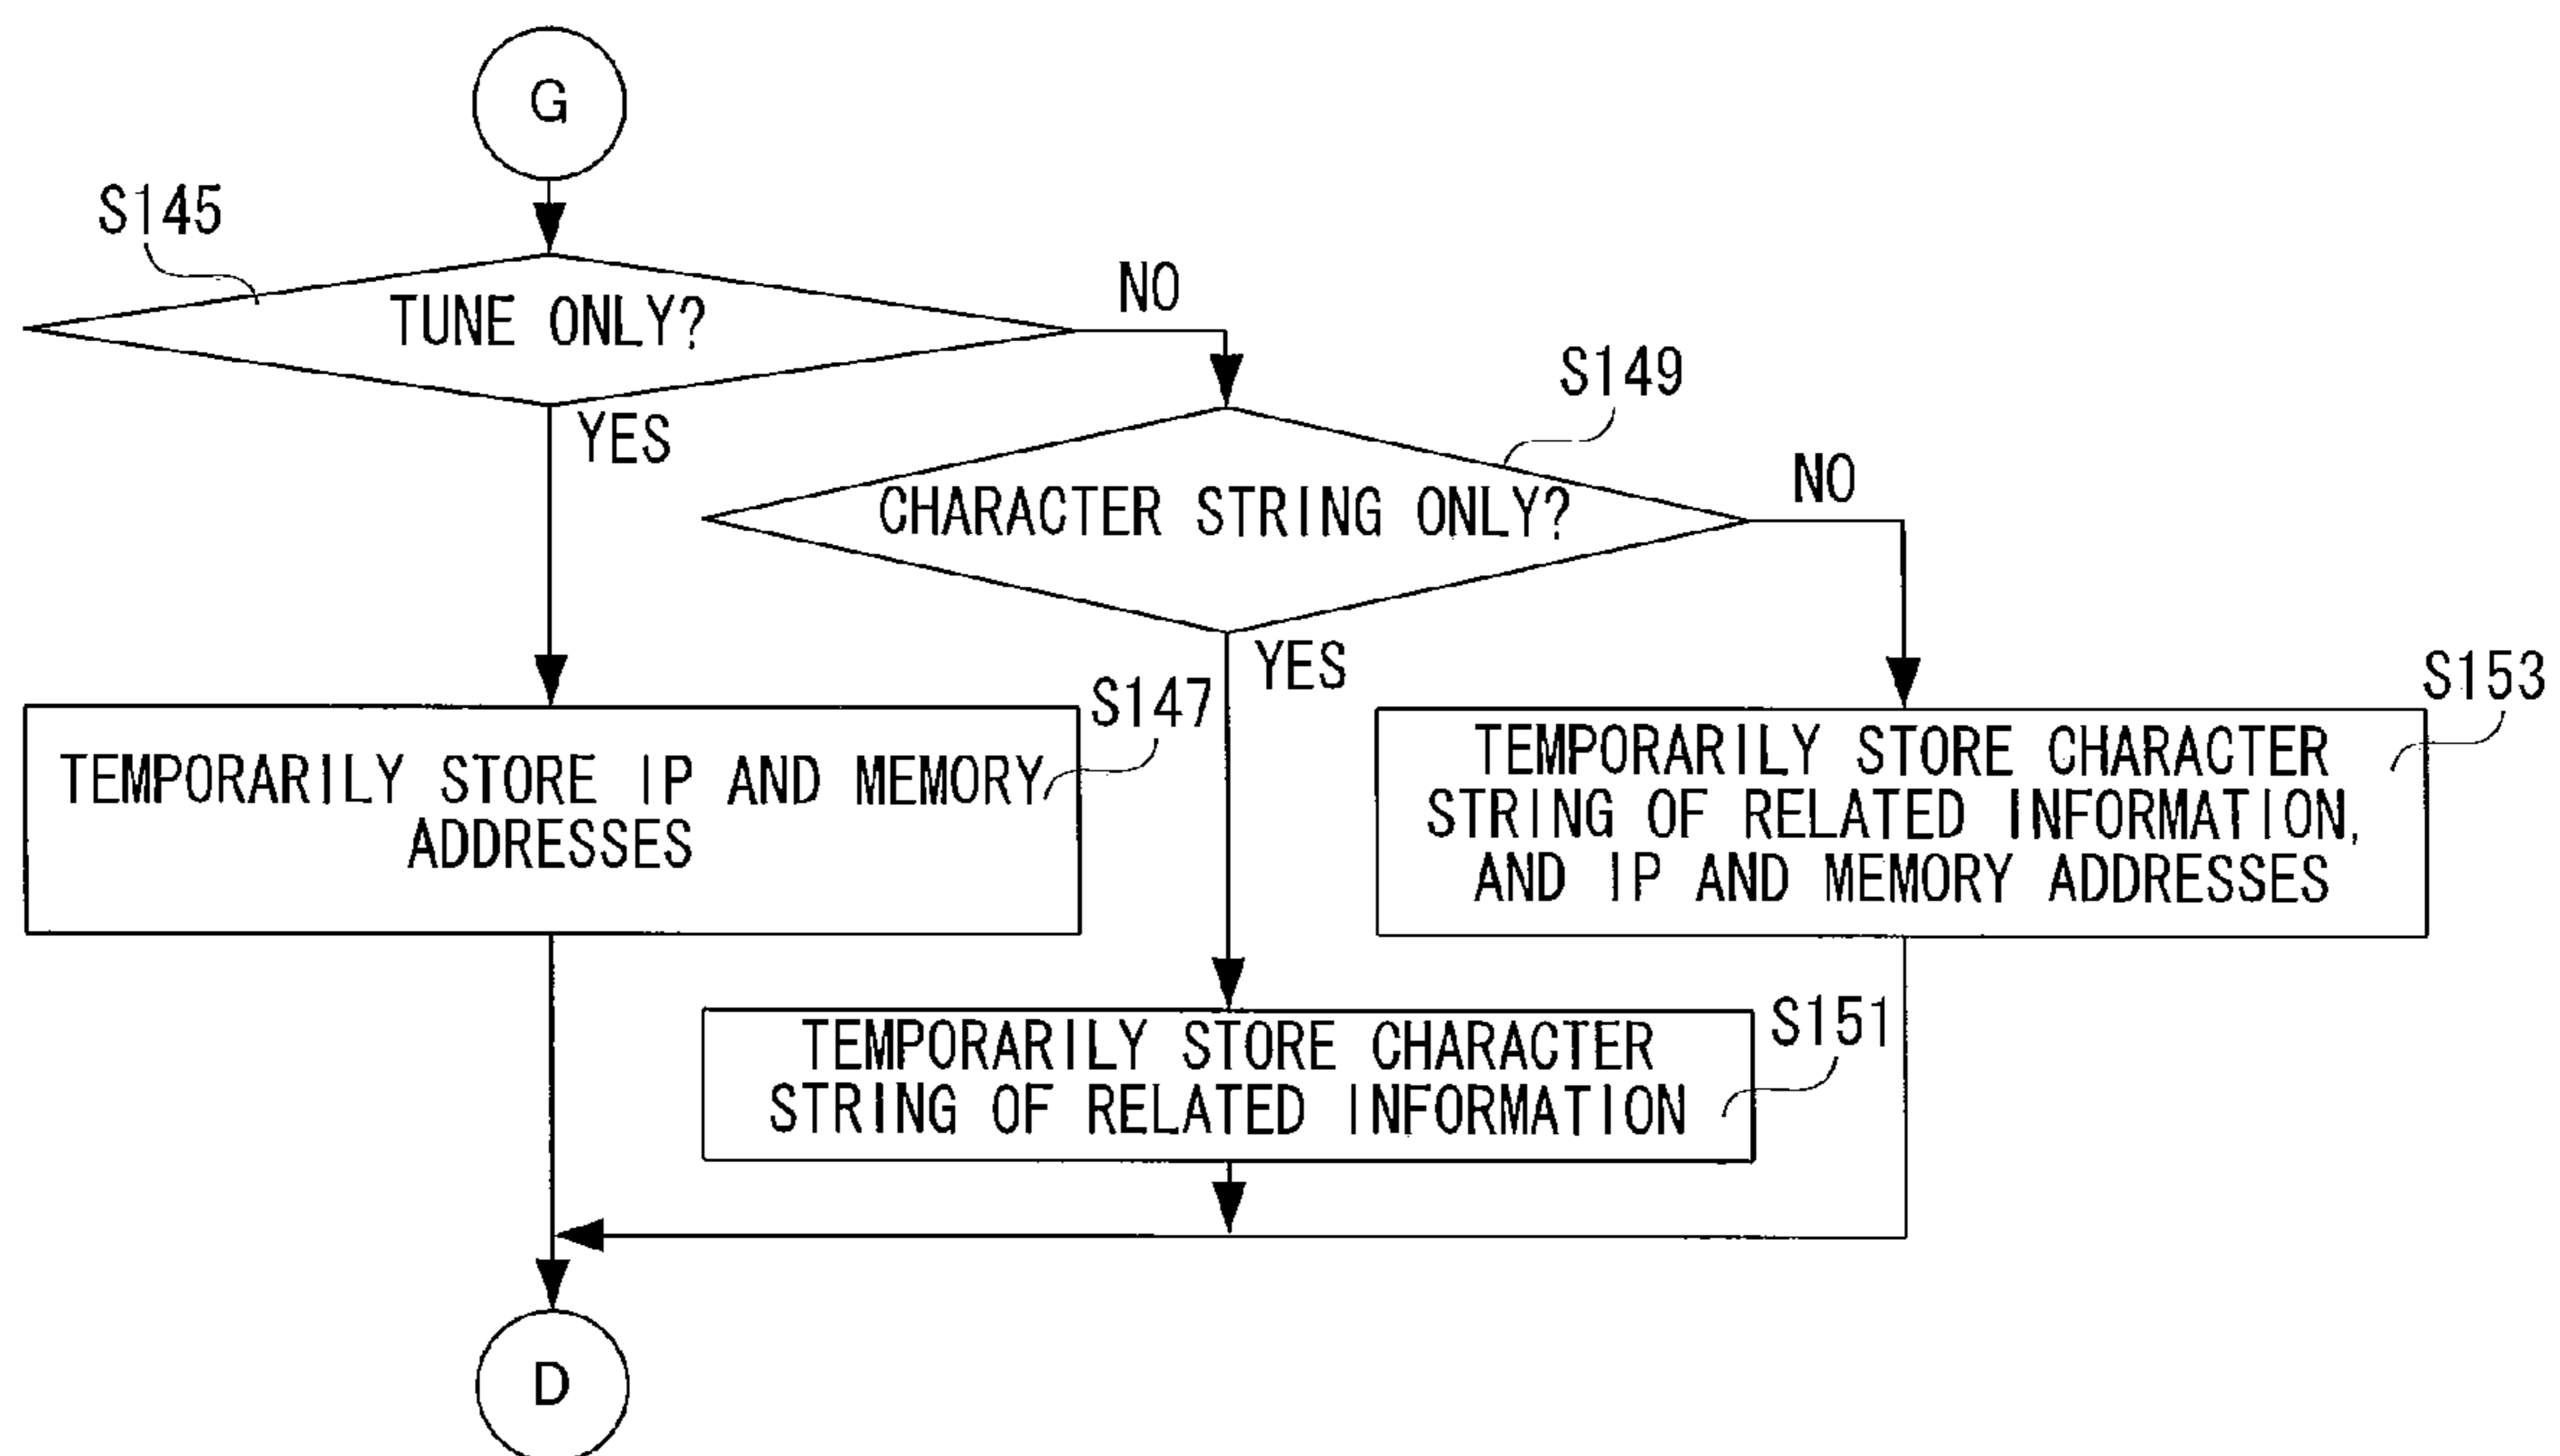 G
S145
TUNE ONLY?
NO
YES
S149
CHARACTER STRING ONLY?
NO
YES
S147
TEMPORARILY STORE IP AND MEMORY
ADDRESSES
S153
TEMPORARILY STORE CHARACTER
STRING OF RELATED INFORMATION,
AND IP AND MEMORY ADDRESSES
S151
TEMPORARILY STORE CHARACTER
STRING OF RELATED INFORMATION
D